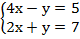 4x − y = 5
2x + y = 7